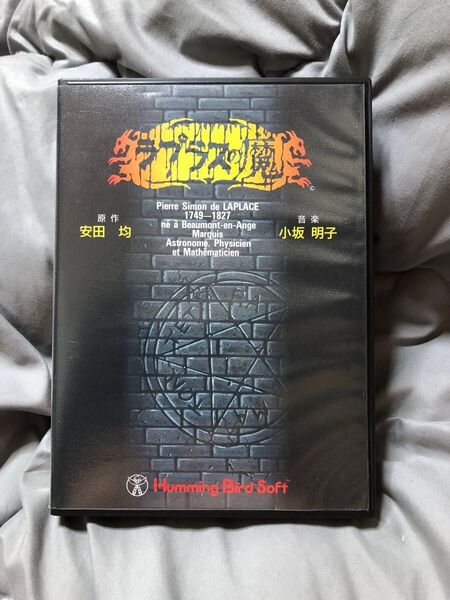 ラプラスの魔
©
Pierre Simon de LAPLACE
1749—1827
né à Beaumont-en-Ange
Marquis
Astronome, Physicien
et Mathématicien
原作
安田 均
音楽
小坂 明子
Humming Bird Soft